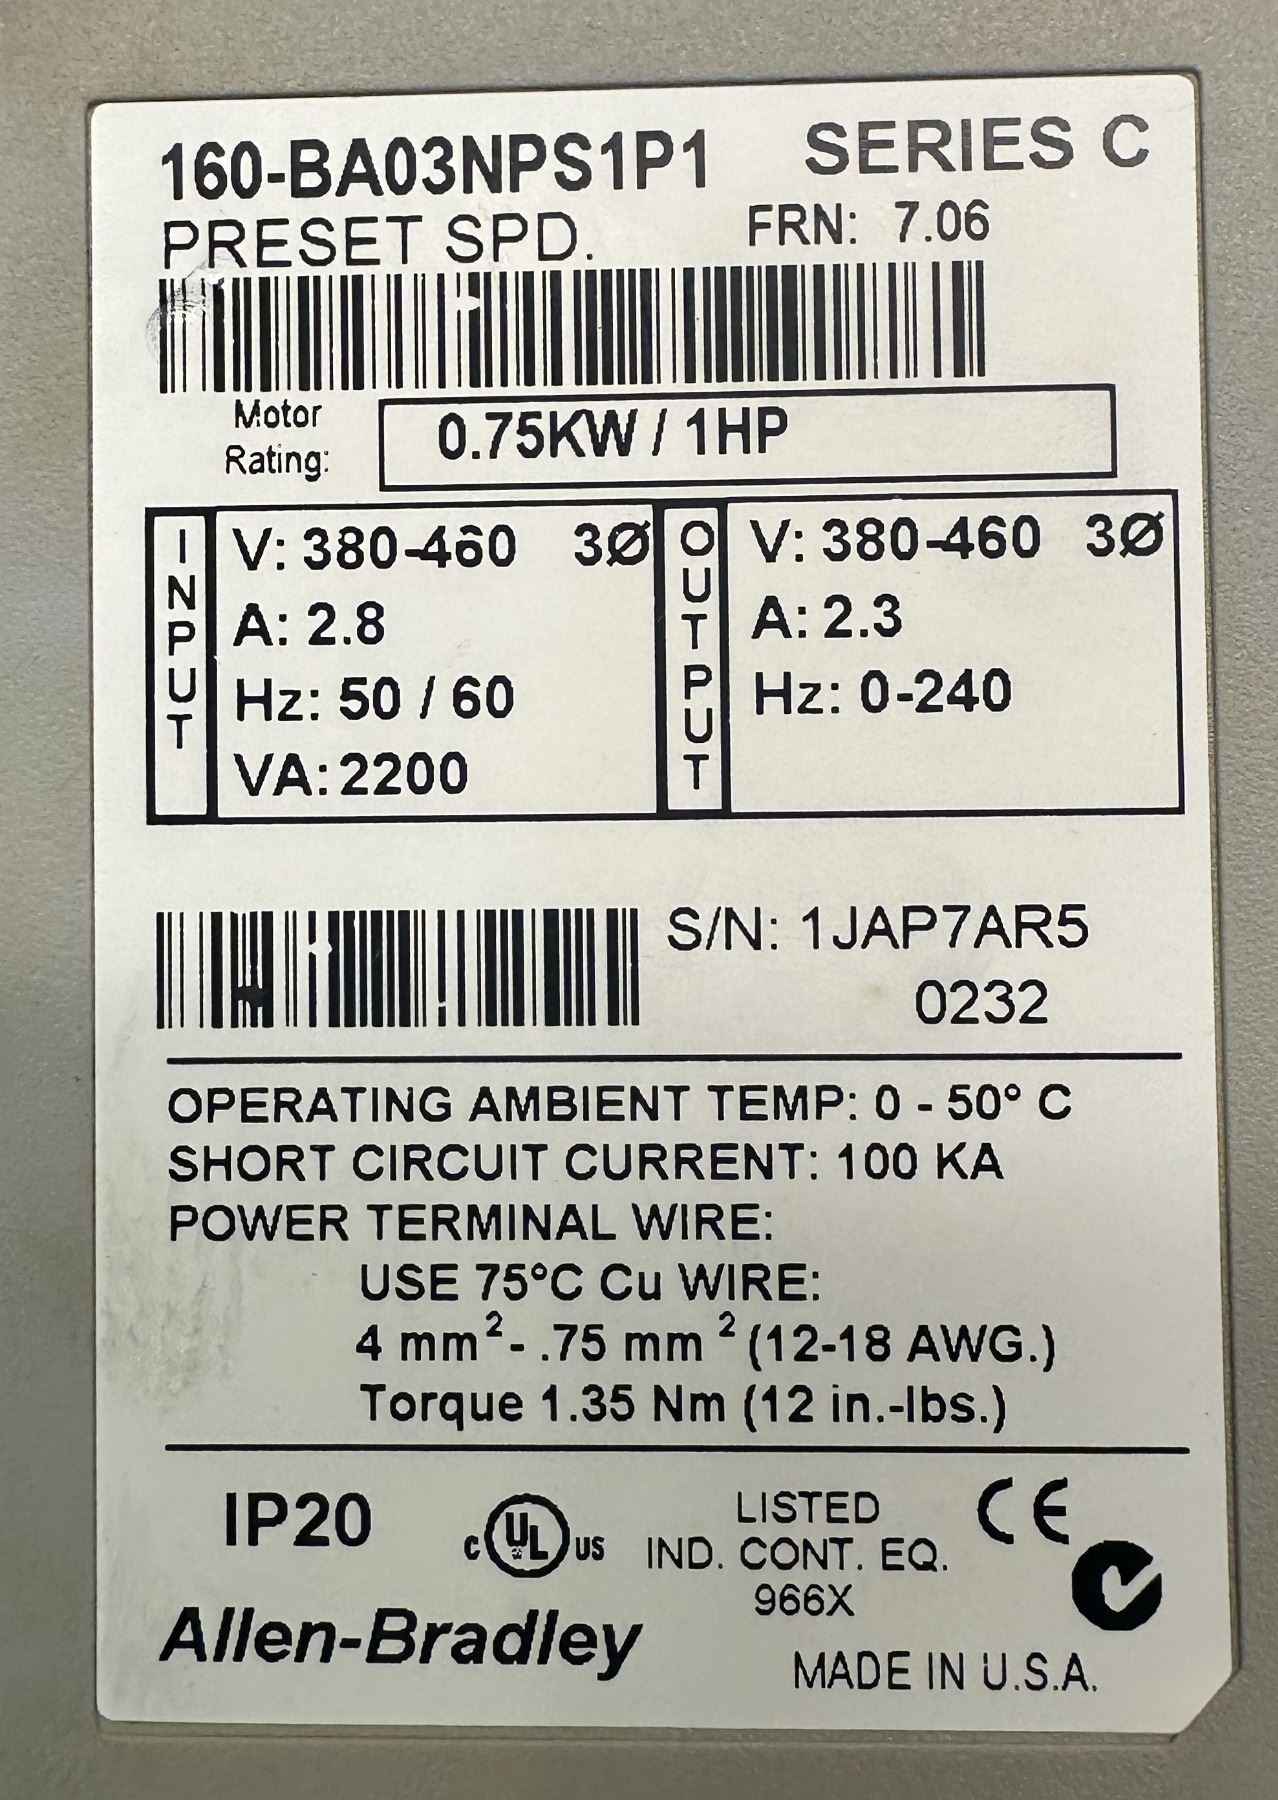 160-BA03NPS1P1 SERIES C
PRESET SPD. FRN: 7.06
Motor
Rating: 0.75KW / 1HP
INPUT
V: 380-460 3Ø
A: 2.8
Hz: 50 / 60
VA: 2200
OUTPUT
V: 380-460 3Ø
A: 2.3
Hz: 0-240
S/N: 1JAP7AR5
0232
OPERATING AMBIENT TEMP: 0 - 50° C
SHORT CIRCUIT CURRENT: 100 KA
POWER TERMINAL WIRE:
USE 75°C Cu WIRE:
4 mm² - .75 mm ² (12-18 AWG.)
Torque 1.35 Nm (12 in.-lbs.)
IP20
c UL US
LISTED
IND. CONT. EQ.
966X
CE
Allen-Bradley
MADE IN U.S.A.